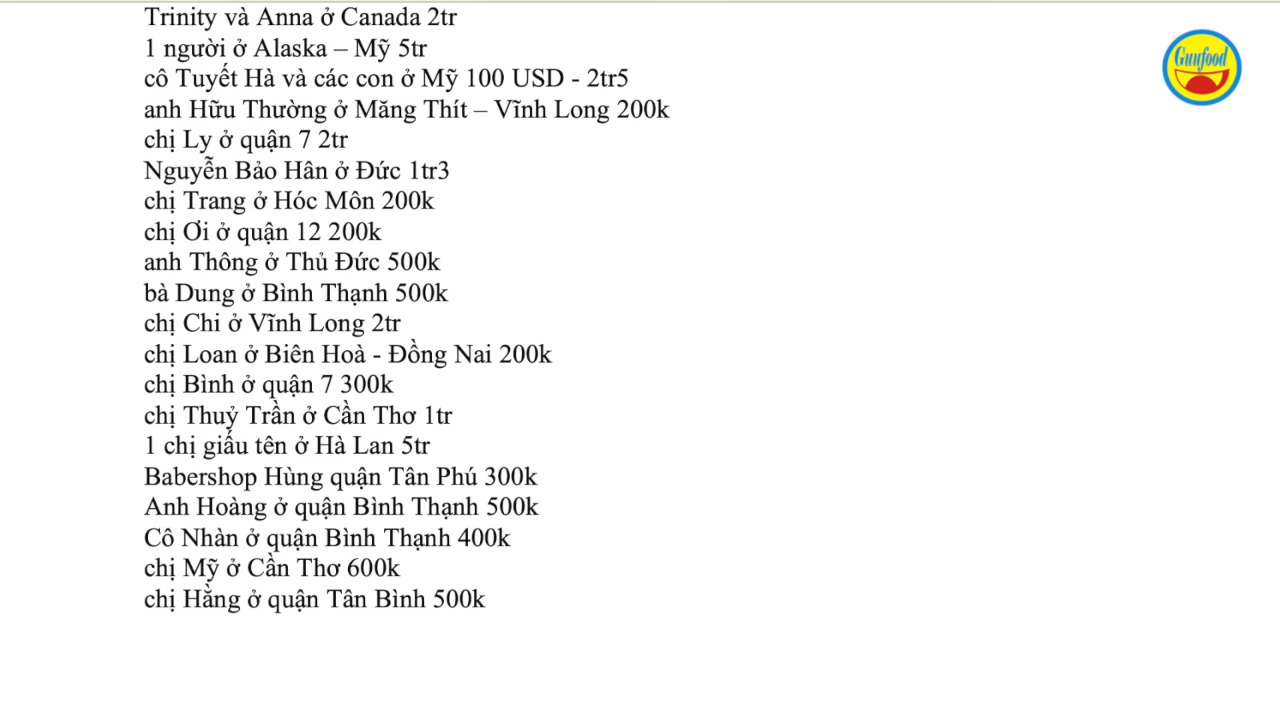 Trinity và Anna ở Canada 2tr
1 người ở Alaska – Mỹ 5tr
cô Tuyết Hà và các con ở Mỹ 100 USD - 2tr5
anh Hữu Thường ở Măng Thít – Vĩnh Long 200k
chị Ly ở quận 7 2tr
Nguyễn Bảo Hân ở Đức 1tr3
chị Trang ở Hóc Môn 200k
chị Ơi ở quận 12 200k
anh Thông ở Thủ Đức 500k
bà Dung ở Bình Thạnh 500k
chị Chi ở Vĩnh Long 2tr
chị Loan ở Biên Hoà - Đồng Nai 200k
chị Bình ở quận 7 300k
chị Thuỷ Trần ở Cần Thơ 1tr
1 chị giấu tên ở Hà Lan 5tr
Babershop Hùng quận Tân Phú 300k
Anh Hoàng ở quận Bình Thạnh 500k
Cô Nhàn ở quận Bình Thạnh 400k
chị Mỹ ở Cần Thơ 600k
chị Hằng ở quận Tân Bình 500k
Gunfood